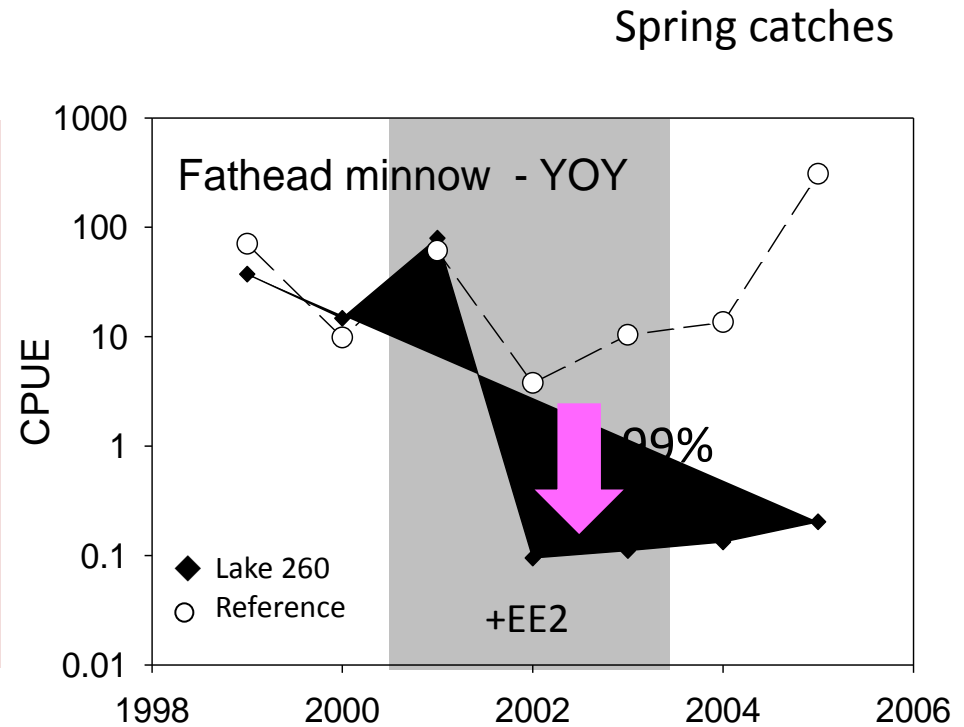 Spring catches
1000
Fathead minnow - YOY
100
10
CPUE
1
99%
0.1
Lake 260
Reference
+EE2
0.01
1998 2000 2002 2004 2006